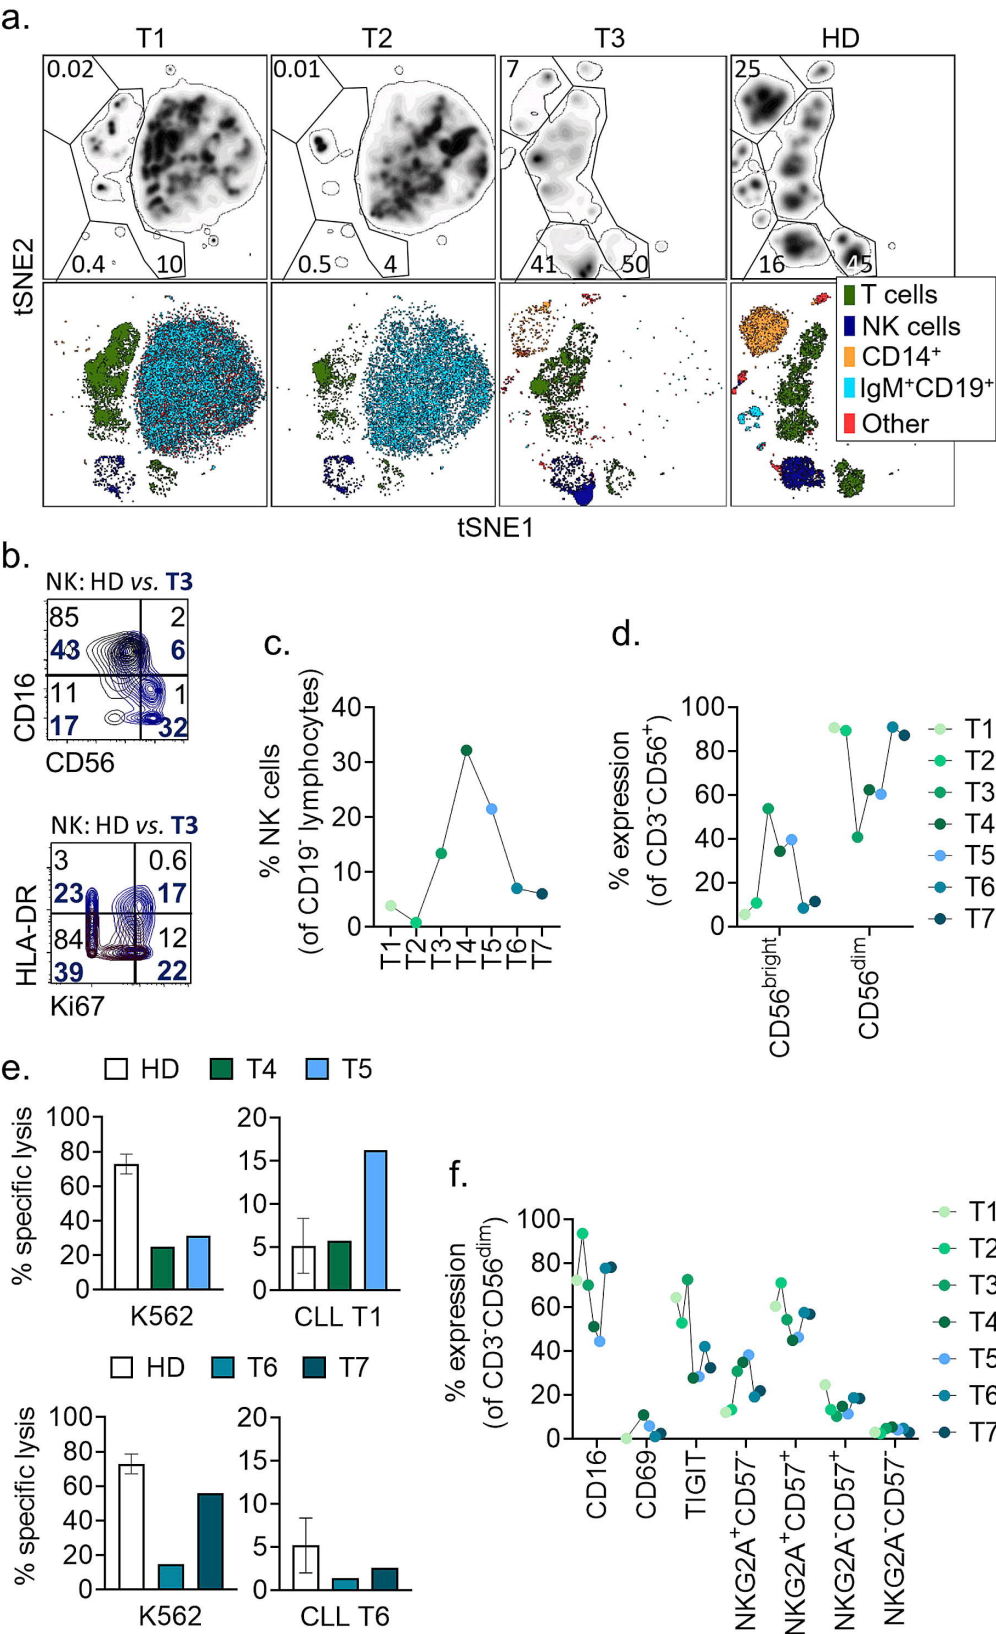 a.
T1 T2 T3 HD
0.02 0.01 7 25
0.4 10 0.5 4 41 50 16 45
tSNE2
T cells
NK cells
CD14+
IgM+CD19+
Other
tSNE1
b.
NK: HD vs. T3
85 2
43 6
11 1
17 32
CD16
CD56
NK: HD vs. T3
3 0.6
23 17
84 12
39 22
HLA-DR
Ki67
c.
% NK cells
(of CD19- lymphocytes)
40
30
20
10
0
T1 T2 T3 T4 T5 T6 T7
d.
% expression
(of CD3-CD56+)
100
80
60
40
20
0
CD56bright CD56dim
T1
T2
T3
T4
T5
T6
T7
e.
HD T4 T5
% specific lysis
100
80
60
40
20
0
K562
20
15
10
5
0
CLL T1
HD T6 T7
% specific lysis
100
80
60
40
20
0
K562
20
15
10
5
0
CLL T6
f.
% expression
(of CD3-CD56dim)
100
80
60
40
20
0
CD16 CD69 TIGIT NKG2A+CD57- NKG2A+CD57+ NKG2A-CD57+ NKG2A-CD57-
T1
T2
T3
T4
T5
T6
T7